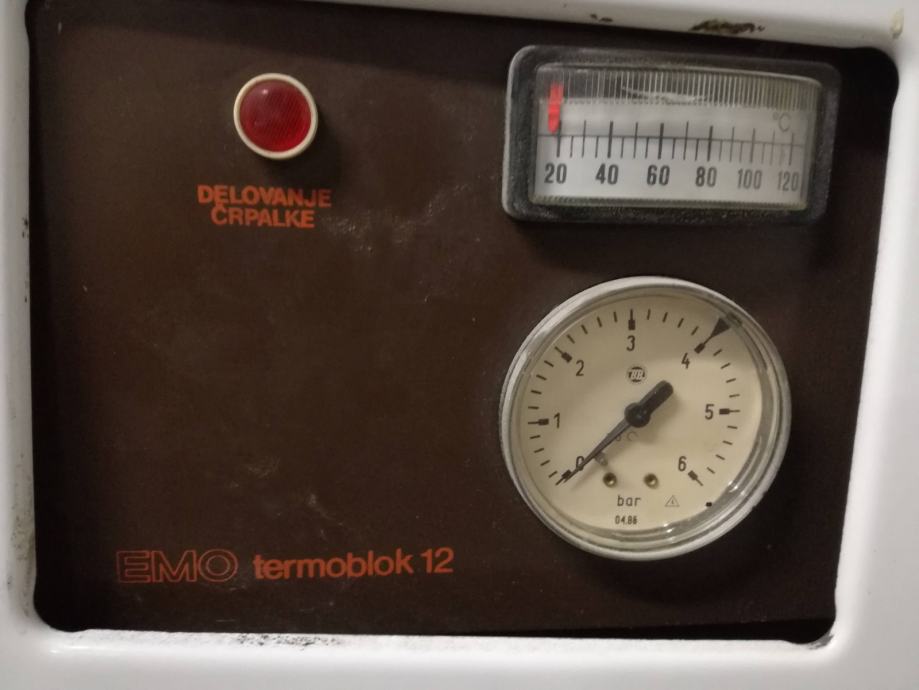 DELOVANJE
ČRPALKE
°C
20 40 60 80 100 120
0 1 2 3 4 5 6
bar
04.86
EMO termoblok 12